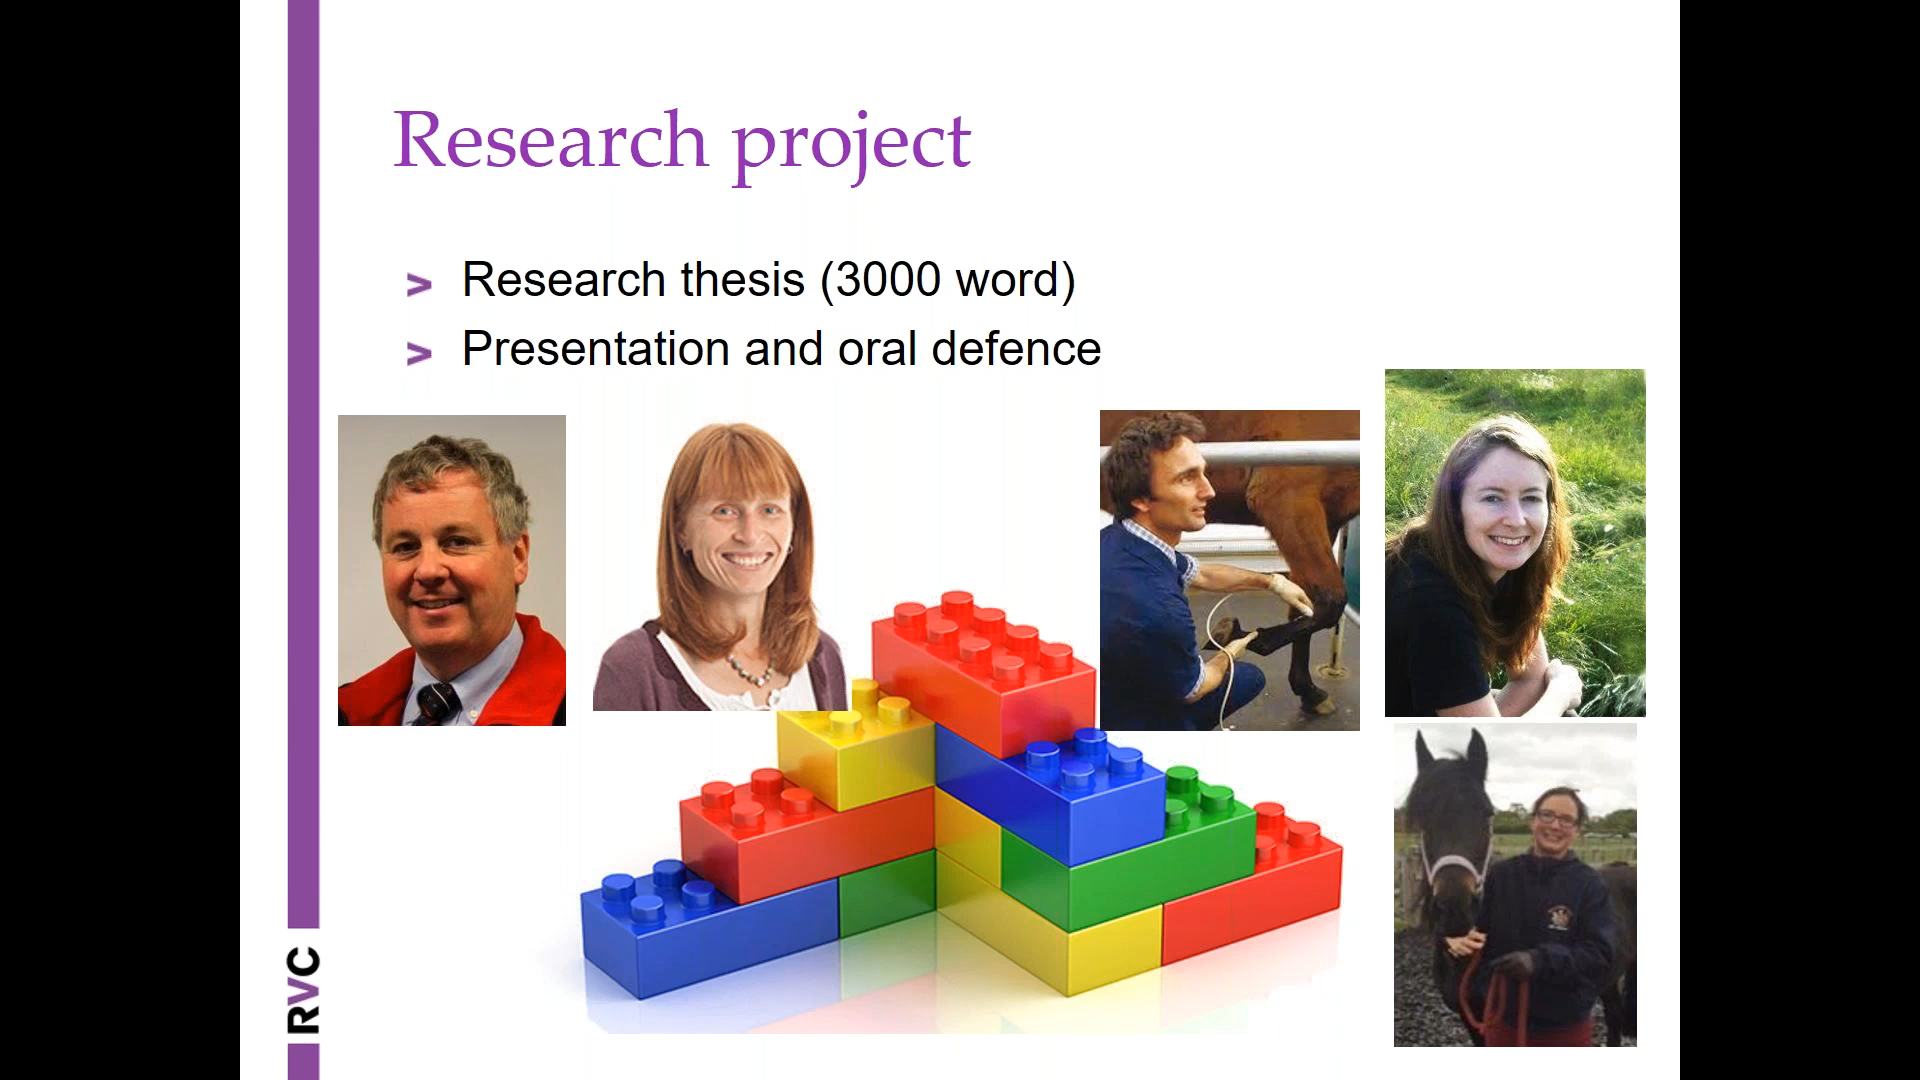 Research project
> Research thesis (3000 word)
> Presentation and oral defence
RVC